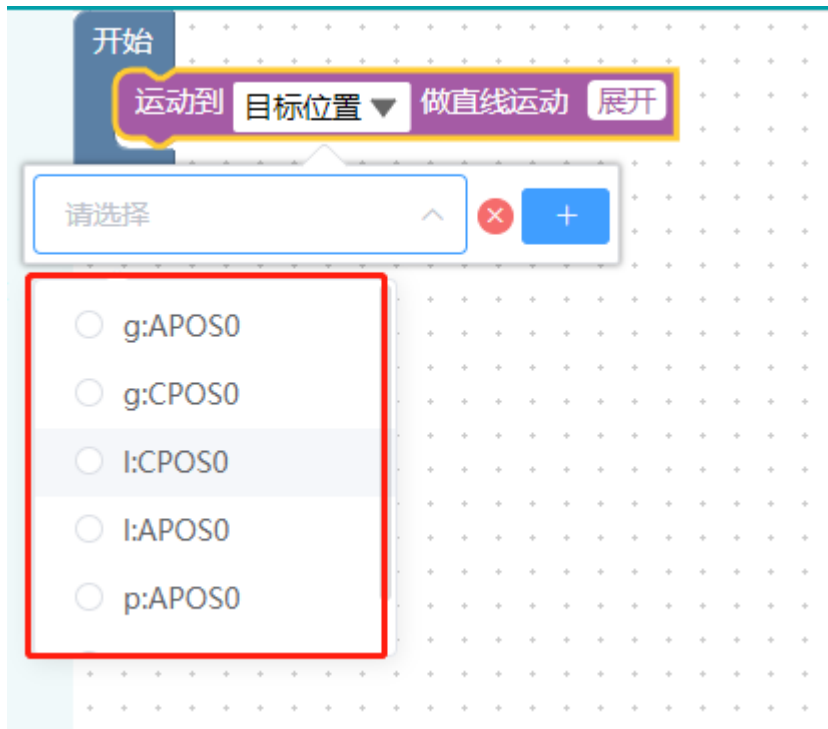 开始
运动到 目标位置 做直线运动 展开
请选择
g:APOS0
g:CPOS0
l:CPOS0
l:APOS0
p:APOS0